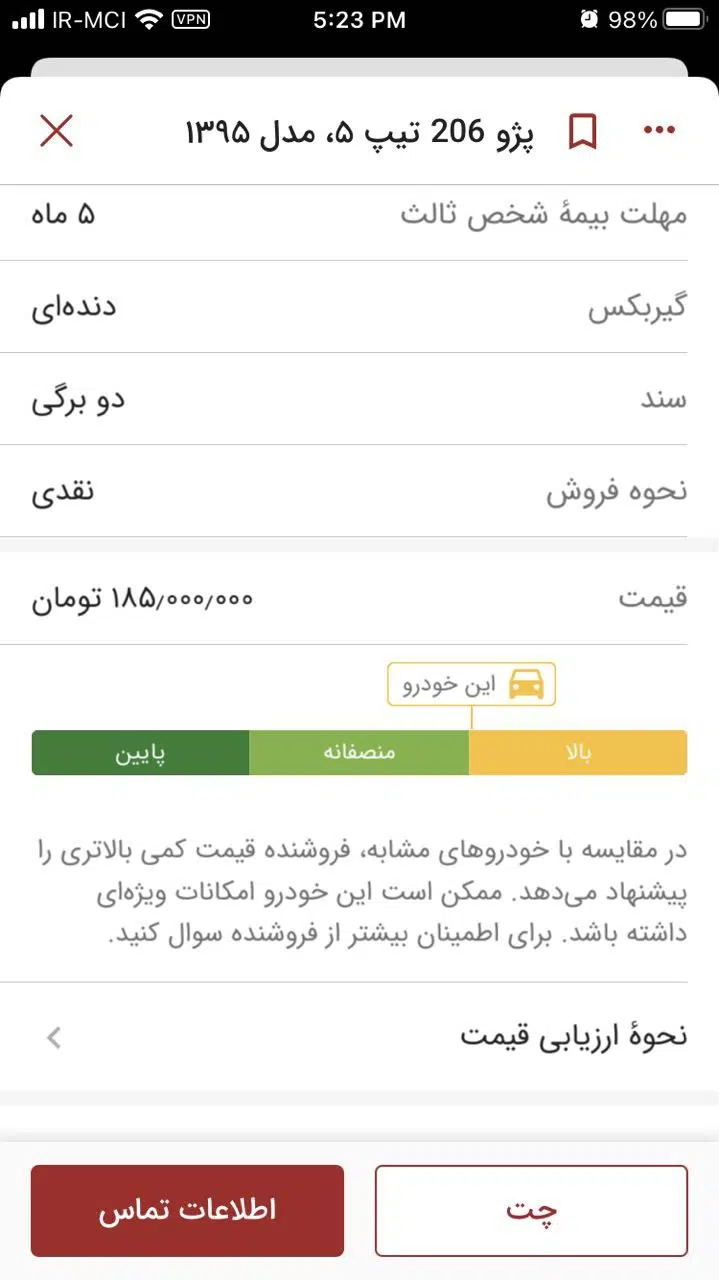 IR-MCI VPN 5:23 PM 98%
پژو 206 تیپ ۵، مدل ۱۳۹۵
مهلت بیمهٔ شخص ثالث ۵ ماه
گیربکس دنده‌ای
سند دو برگی
نحوه فروش نقدی
قیمت ۱۸۵٫۰۰۰٫۰۰۰ تومان
این خودرو
بالا منصفانه پایین
در مقایسه با خودروهای مشابه، فروشنده قیمت کمی بالاتری را
پیشنهاد می‌دهد. ممکن است این خودرو امکانات ویژه‌ای
داشته باشد. برای اطمینان بیشتر از فروشنده سوال کنید.
نحوهٔ ارزیابی قیمت
چت اطلاعات تماس